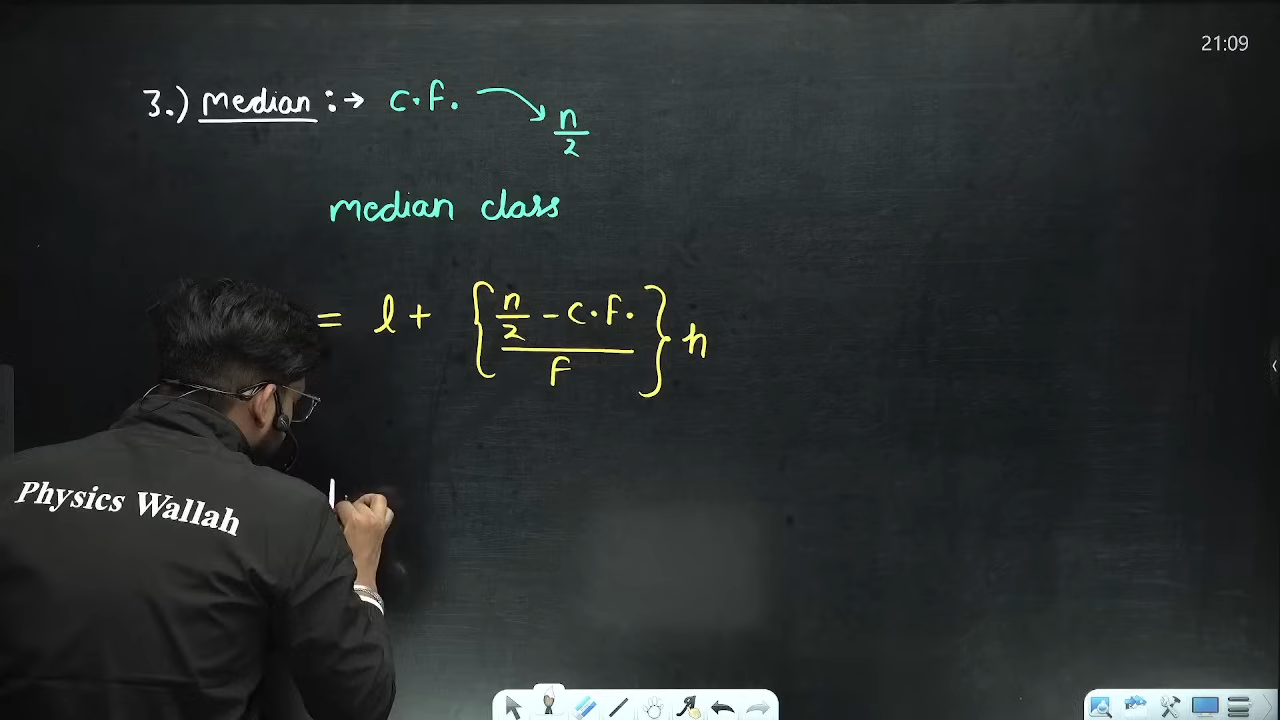 21:09
3.) median :→ c.f. → n/2
median class
= l + { (n/2 - c.f.) / f } h
Physics Wallah